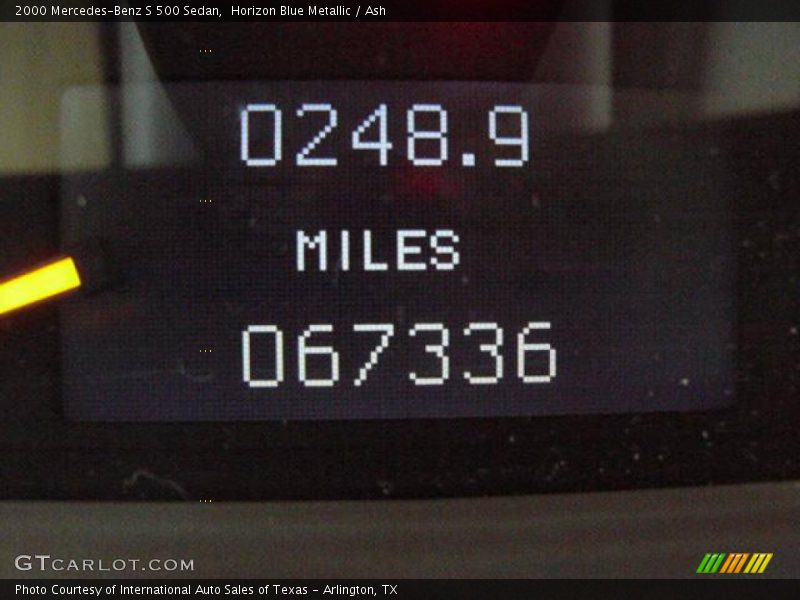 2000 Mercedes-Benz S 500 Sedan,  Horizon Blue Metallic / Ash
0248.9
MILES
067336
GTCARLOT.COM
Photo Courtesy of International Auto Sales of Texas - Arlington, TX